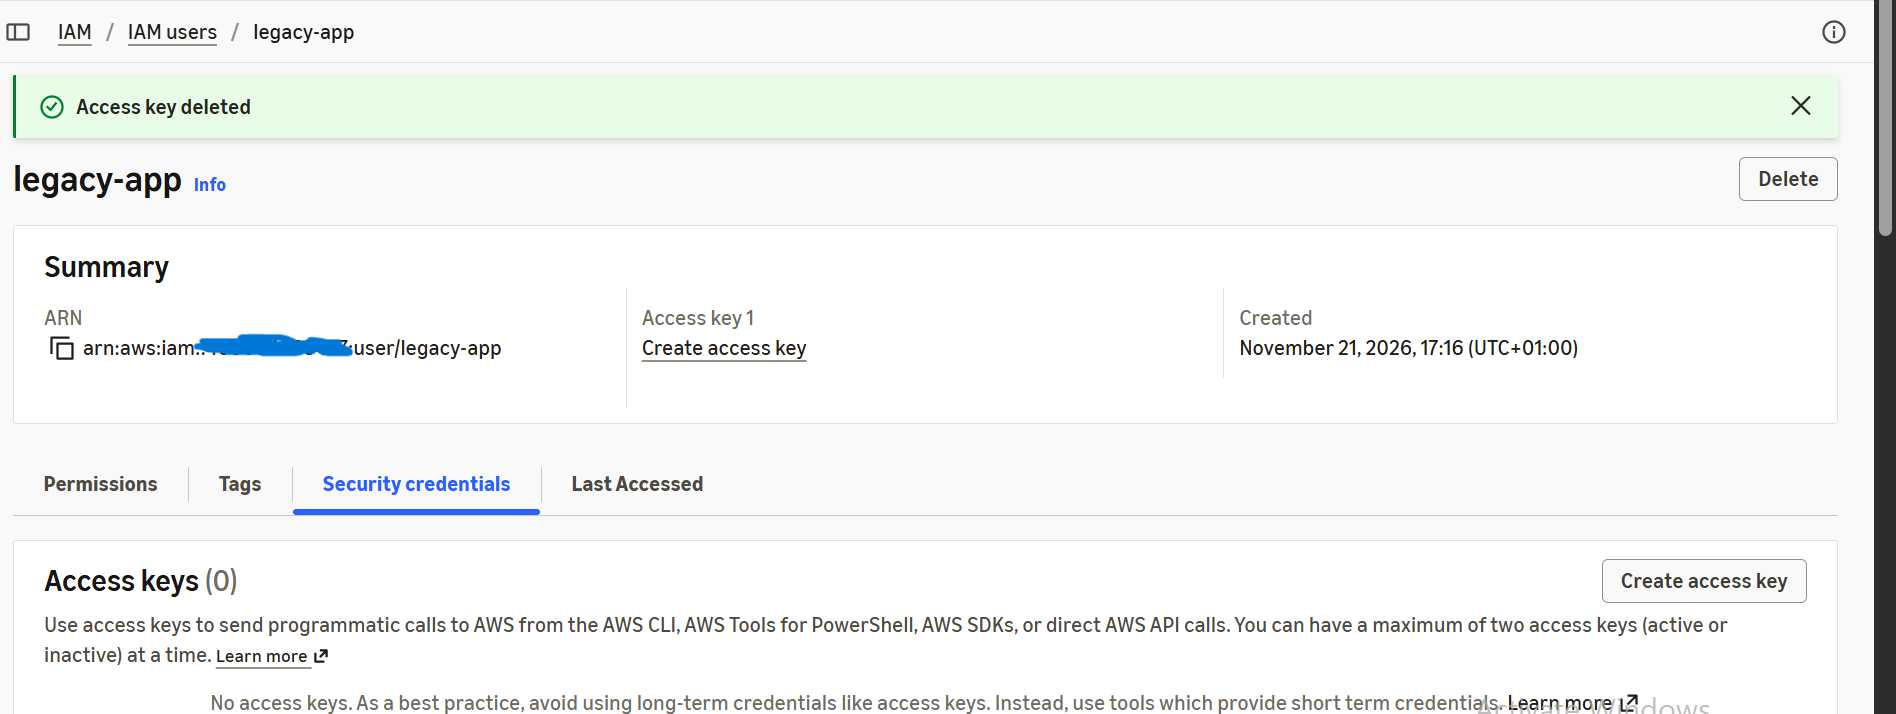 IAM / IAM users / legacy-app
Access key deleted
legacy-app Info
Delete
Summary
ARN
arn:aws:iam: :user/legacy-app
Access key 1
Create access key
Created
November 21, 2026, 17:16 (UTC+01:00)
Permissions
Tags
Security credentials
Last Accessed
Access keys (0)
Create access key
Use access keys to send programmatic calls to AWS from the AWS CLI, AWS Tools for PowerShell, AWS SDKs, or direct AWS API calls. You can have a maximum of two access keys (active or
inactive) at a time. Learn more
No access keys. As a best practice, avoid using long-term credentials like access keys. Instead, use tools which provide short term credentials. Learn more
Activate Windows